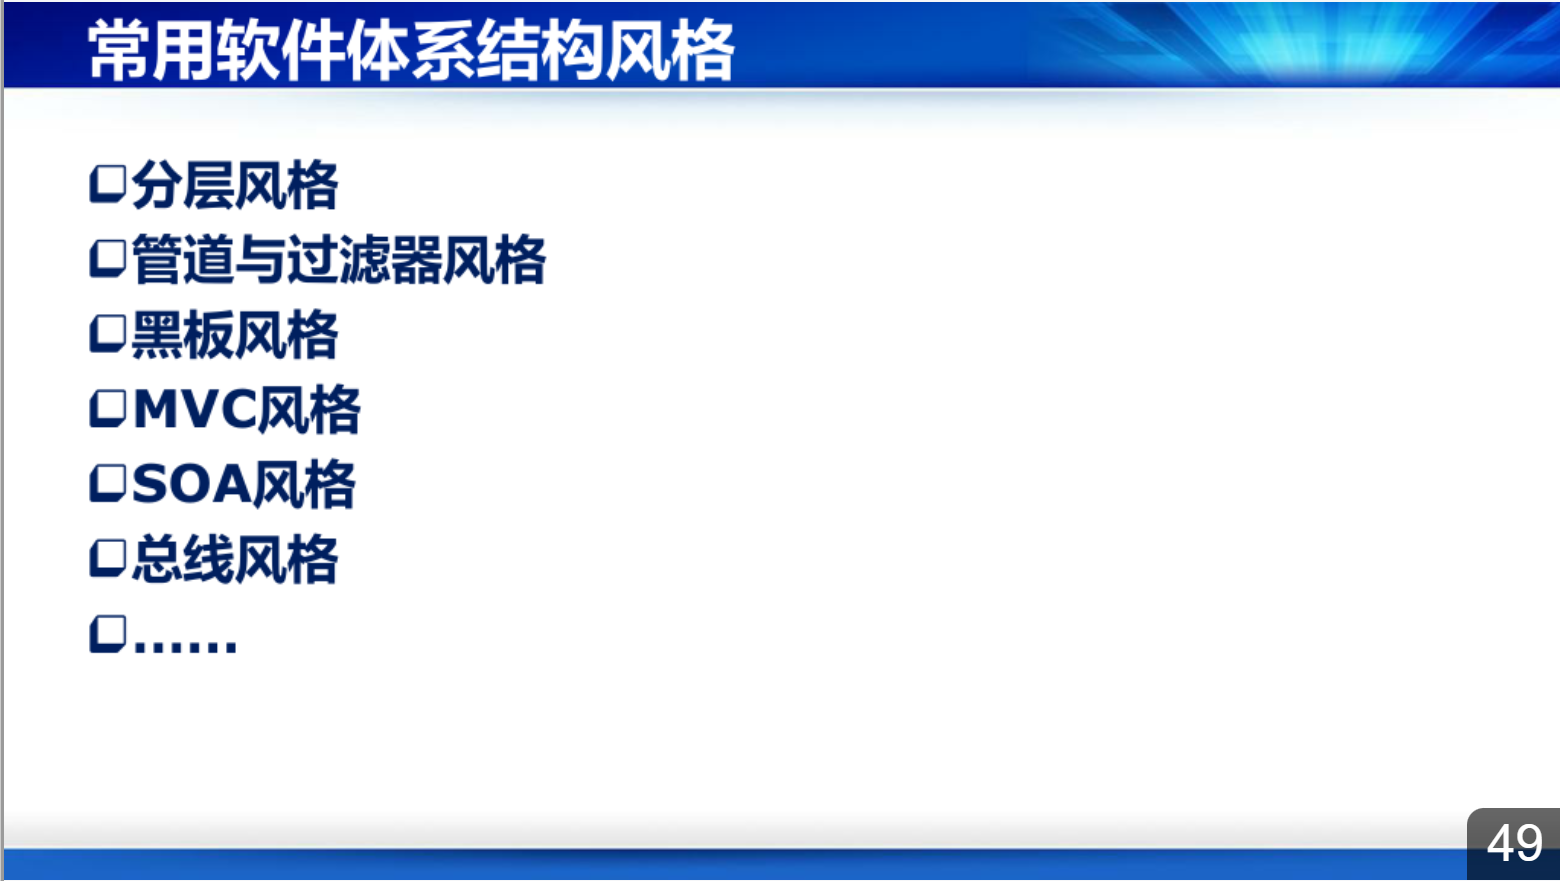 常用软件体系结构风格
分层风格
管道与过滤器风格
黑板风格
MVC风格
SOA风格
总线风格
......
49